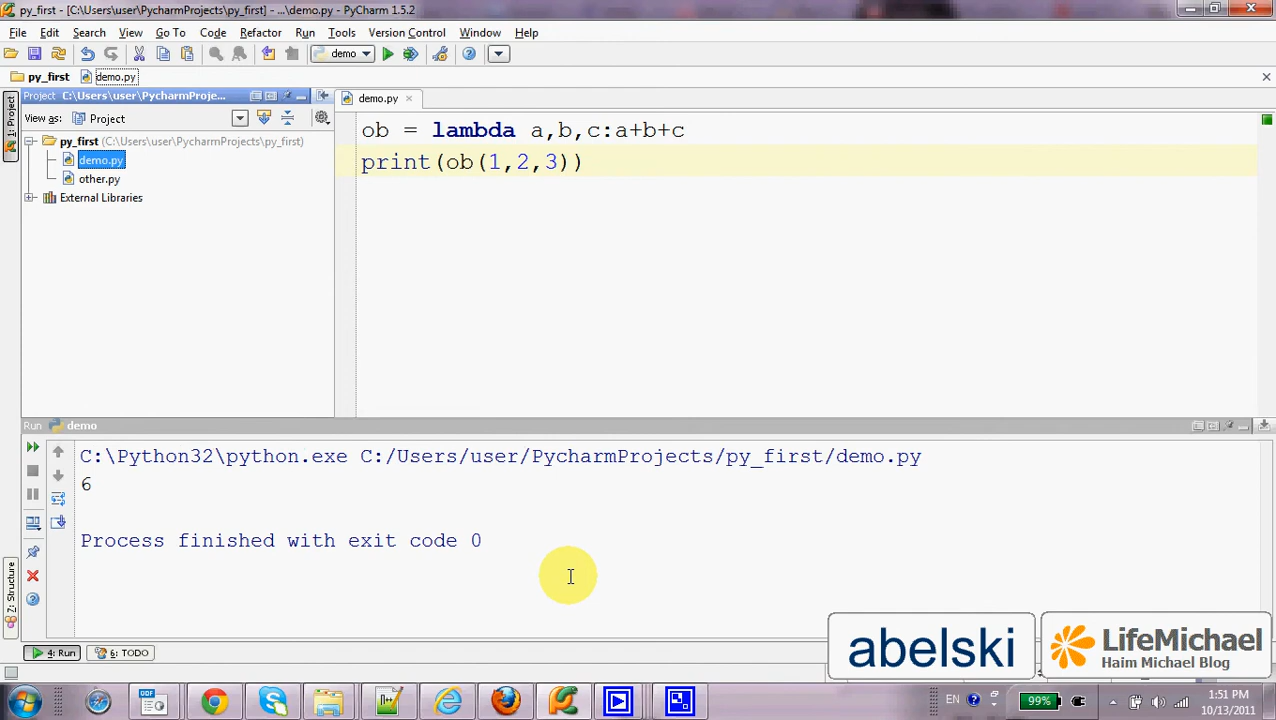 py_first - [C:\Users\user\PycharmProjects\py_first] - ...\demo.py - PyCharm 1.5.2
File Edit Search View Go To Code Refactor Run Tools Version Control Window Help
demo
py_first demo.py
Project C:\Users\user\PycharmProje... demo.py
View as: Project
1: Project
py_first (C:\Users\user\PycharmProjects\py_first)
demo.py
other.py
External Libraries
ob = lambda a,b,c:a+b+c
print(ob(1,2,3))
Run demo
C:\Python32\python.exe C:/Users/user/PycharmProjects/py_first/demo.py
6
Process finished with exit code 0
Z: Structure
4: Run 6: TODO
abelski
LifeMichael
Haim Michael Blog
ODF
EN
99%
1:51 PM
10/13/2011